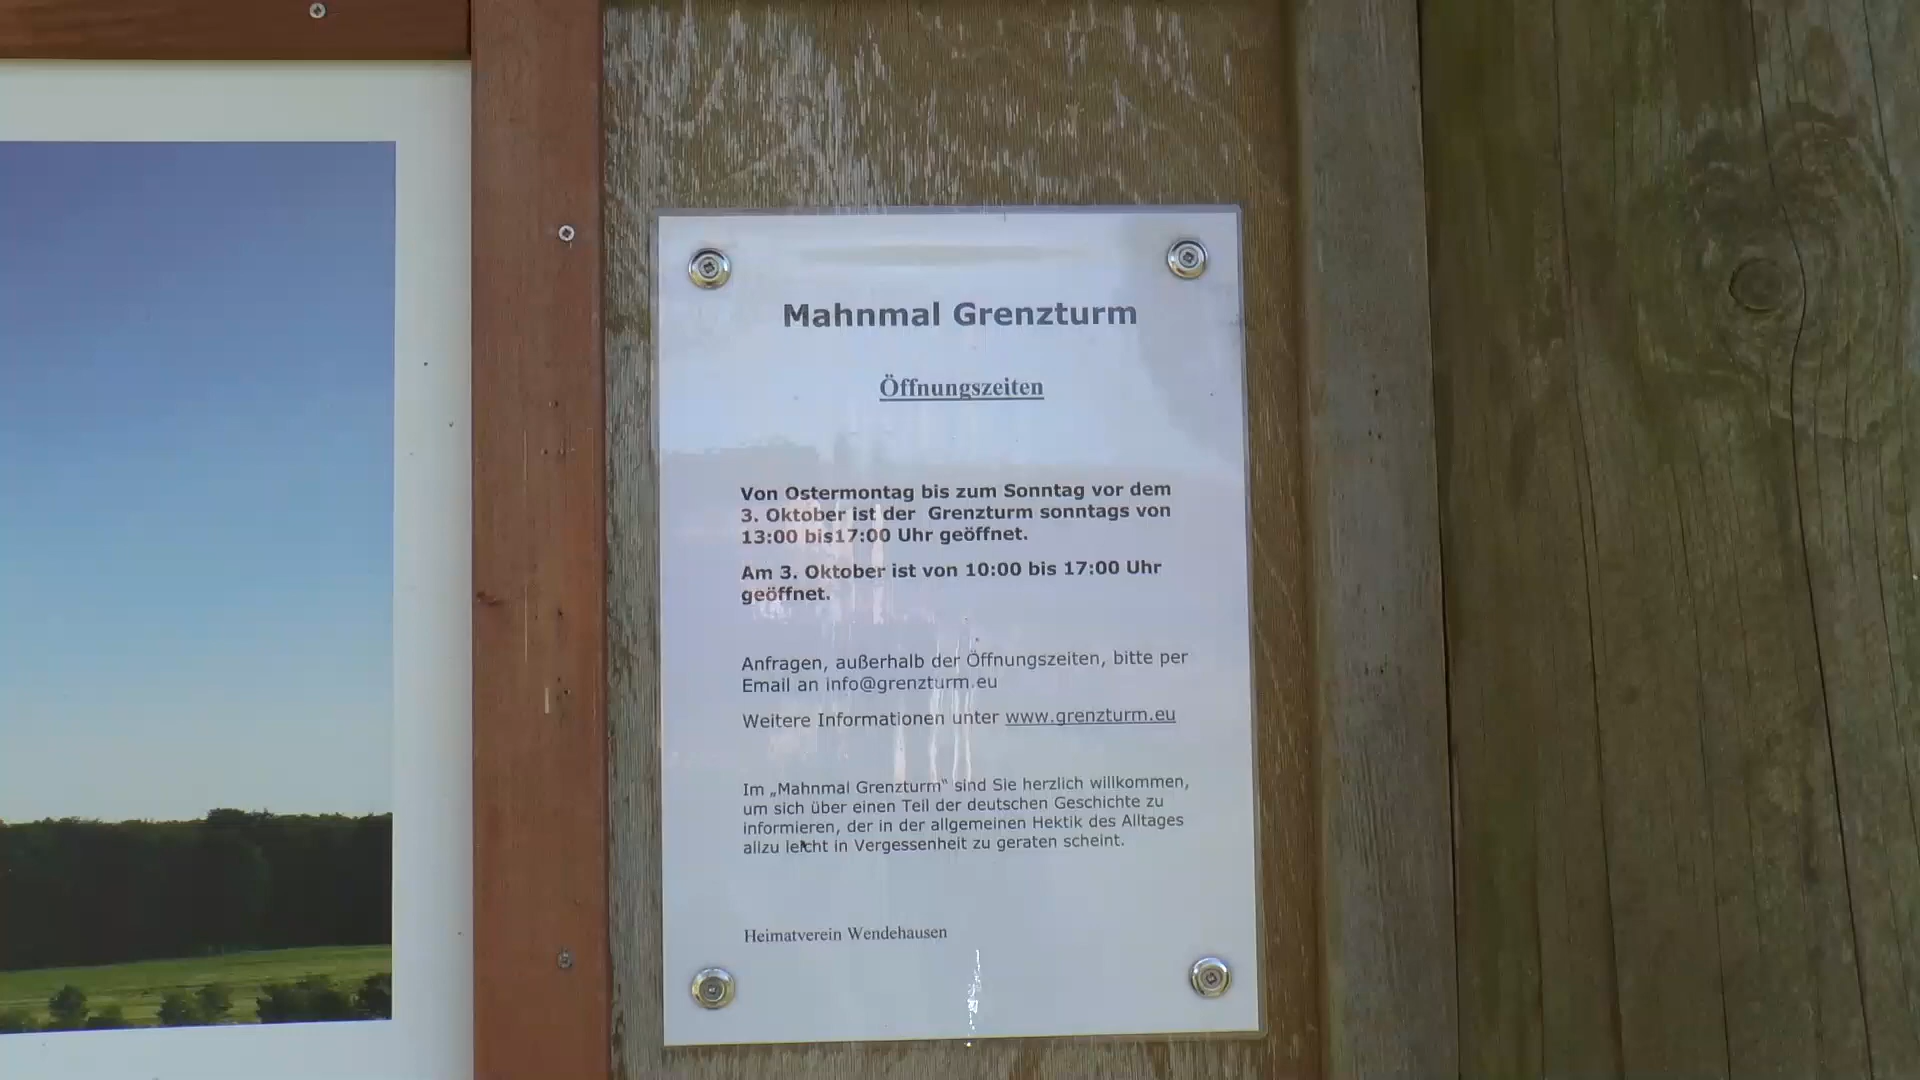 Mahnmal Grenzturm
Öffnungszeiten
Von Ostermontag bis zum Sonntag vor dem
3. Oktober ist der Grenzturm sonntags von
13:00 bis17:00 Uhr geöffnet.
Am 3. Oktober ist von 10:00 bis 17:00 Uhr
geöffnet.
Anfragen, außerhalb der Öffnungszeiten, bitte per
Email an info@grenzturm.eu
Weitere Informationen unter www.grenzturm.eu
Im „Mahnmal Grenzturm“ sind Sie herzlich willkommen,
um sich über einen Teil der deutschen Geschichte zu
informieren, der in der allgemeinen Hektik des Alltages
allzu leicht in Vergessenheit zu geraten scheint.
Heimatverein Wendehausen